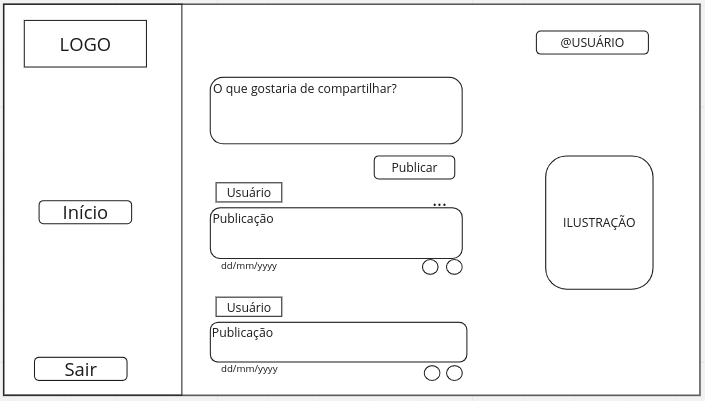 LOGO
@USUÁRIO
O que gostaria de compartilhar?
Publicar
Usuário
...
Início
Publicação
ILUSTRAÇÃO
dd/mm/yyyy
Usuário
Publicação
Sair
dd/mm/yyyy